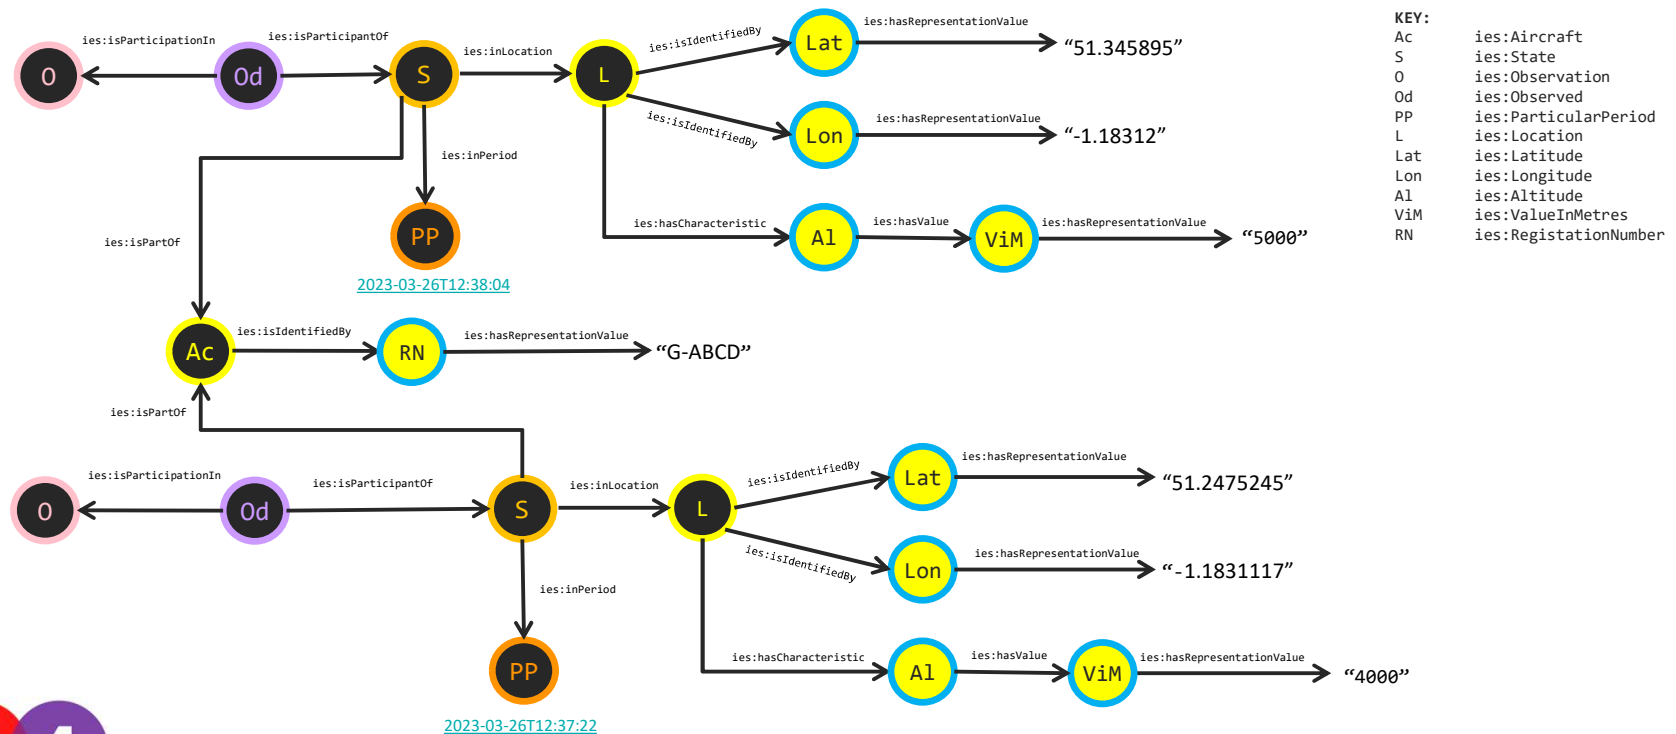 ies:isParticipationIn
ies:isParticipantOf
ies:inLocation
ies:isIdentifiedBy
ies:hasRepresentationValue
O
Od
S
L
Lat
“51.345895”
ies:isIdentifiedBy
ies:hasRepresentationValue
Lon
“-1.18312”
ies:inPeriod
ies:isPartOf
PP
2023-03-26T12:38:04
ies:hasCharacteristic
Al
ies:hasValue
ViM
ies:hasRepresentationValue
“5000”
Ac
ies:isIdentifiedBy
RN
ies:hasRepresentationValue
“G-ABCD”
ies:isPartOf
ies:isParticipationIn
ies:isParticipantOf
ies:inLocation
ies:isIdentifiedBy
ies:hasRepresentationValue
O
Od
S
L
Lat
“51.2475245”
ies:isIdentifiedBy
ies:hasRepresentationValue
Lon
“-1.1831117”
ies:inPeriod
PP
2023-03-26T12:37:22
ies:hasCharacteristic
Al
ies:hasValue
ViM
ies:hasRepresentationValue
“4000”
KEY:
Ac ies:Aircraft
S ies:State
O ies:Observation
Od ies:Observed
PP ies:ParticularPeriod
L ies:Location
Lat ies:Latitude
Lon ies:Longitude
Al ies:Altitude
ViM ies:ValueInMetres
RN ies:RegistationNumber